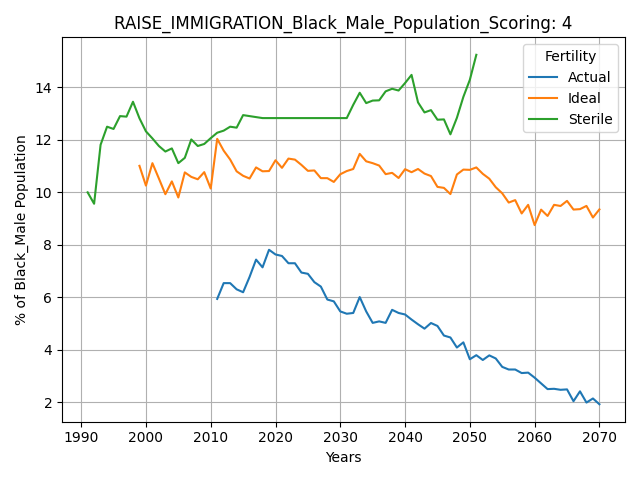 RAISE_IMMIGRATION_Black_Male_Population_Scoring: 4
Fertility
Actual
Ideal
Sterile
% of Black_Male Population
14
12
10
8
6
4
2
1990 2000 2010 2020 2030 2040 2050 2060 2070
Years